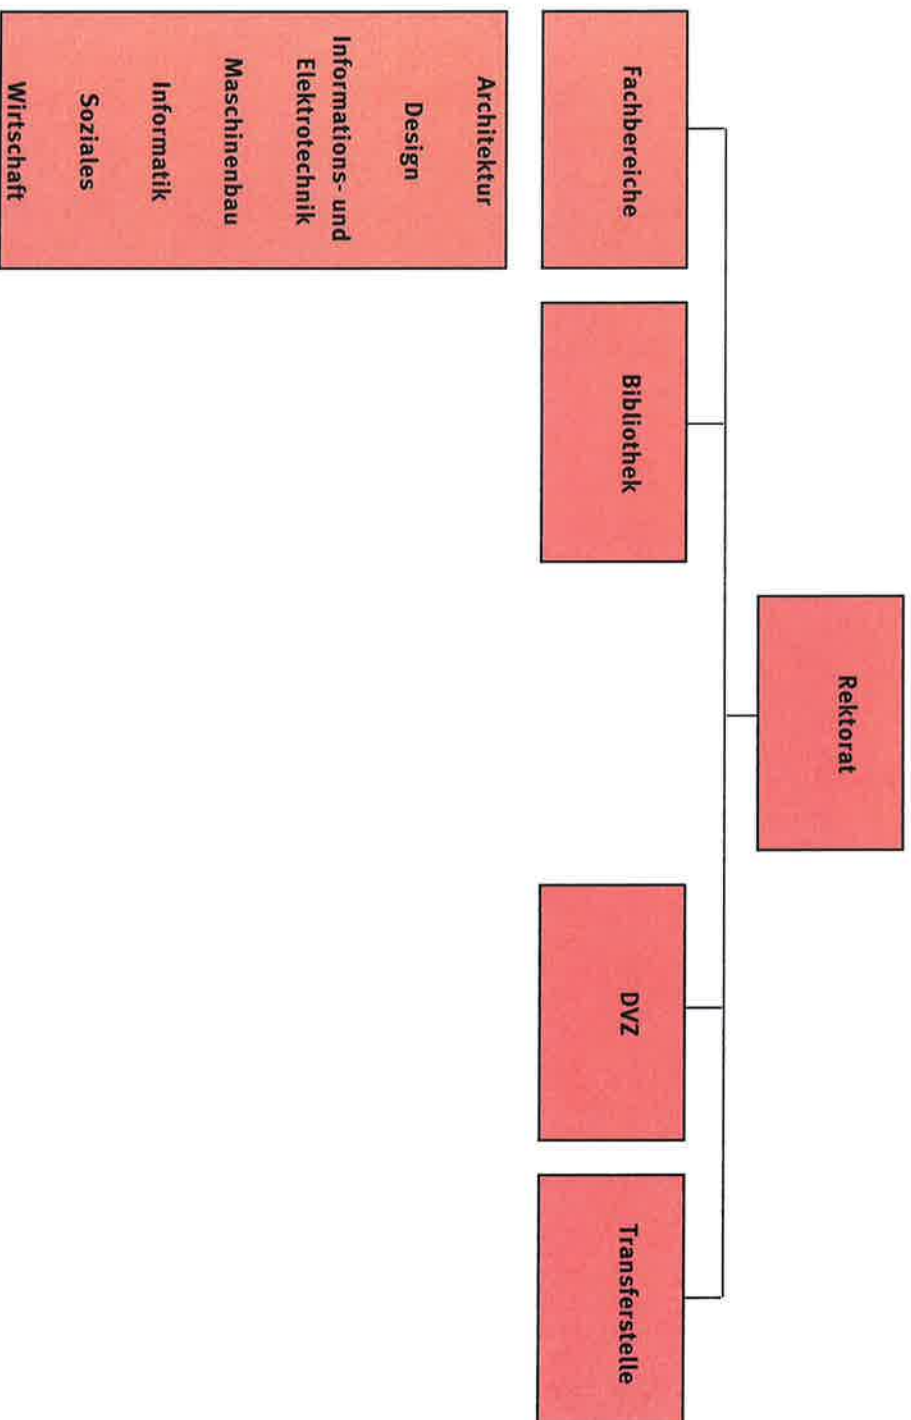 Rektorat
Fachbereiche
Bibliothek
DVZ
Transferstelle
Architektur
Design
Informations- und
Elektrotechnik
Maschinenbau
Informatik
Soziales
Wirtschaft